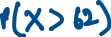 P(X > 62)